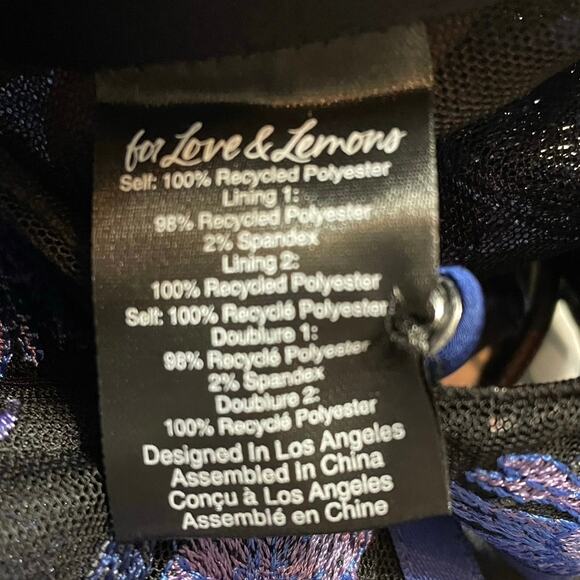 for Love & Lemons
Self: 100% Recycled Polyester
Lining 1:
98% Recycled Polyester
2% Spandex
Lining 2:
100% Recycled Polyester
Self: 100% Recyclé Polyester
Doublure 1:
98% Recyclé Polyester
2% Spandex
Doublure 2:
100% Recyclé Polyester
Designed In Los Angeles
Assembled in China
Conçu à Los Angeles
Assemblé en Chine